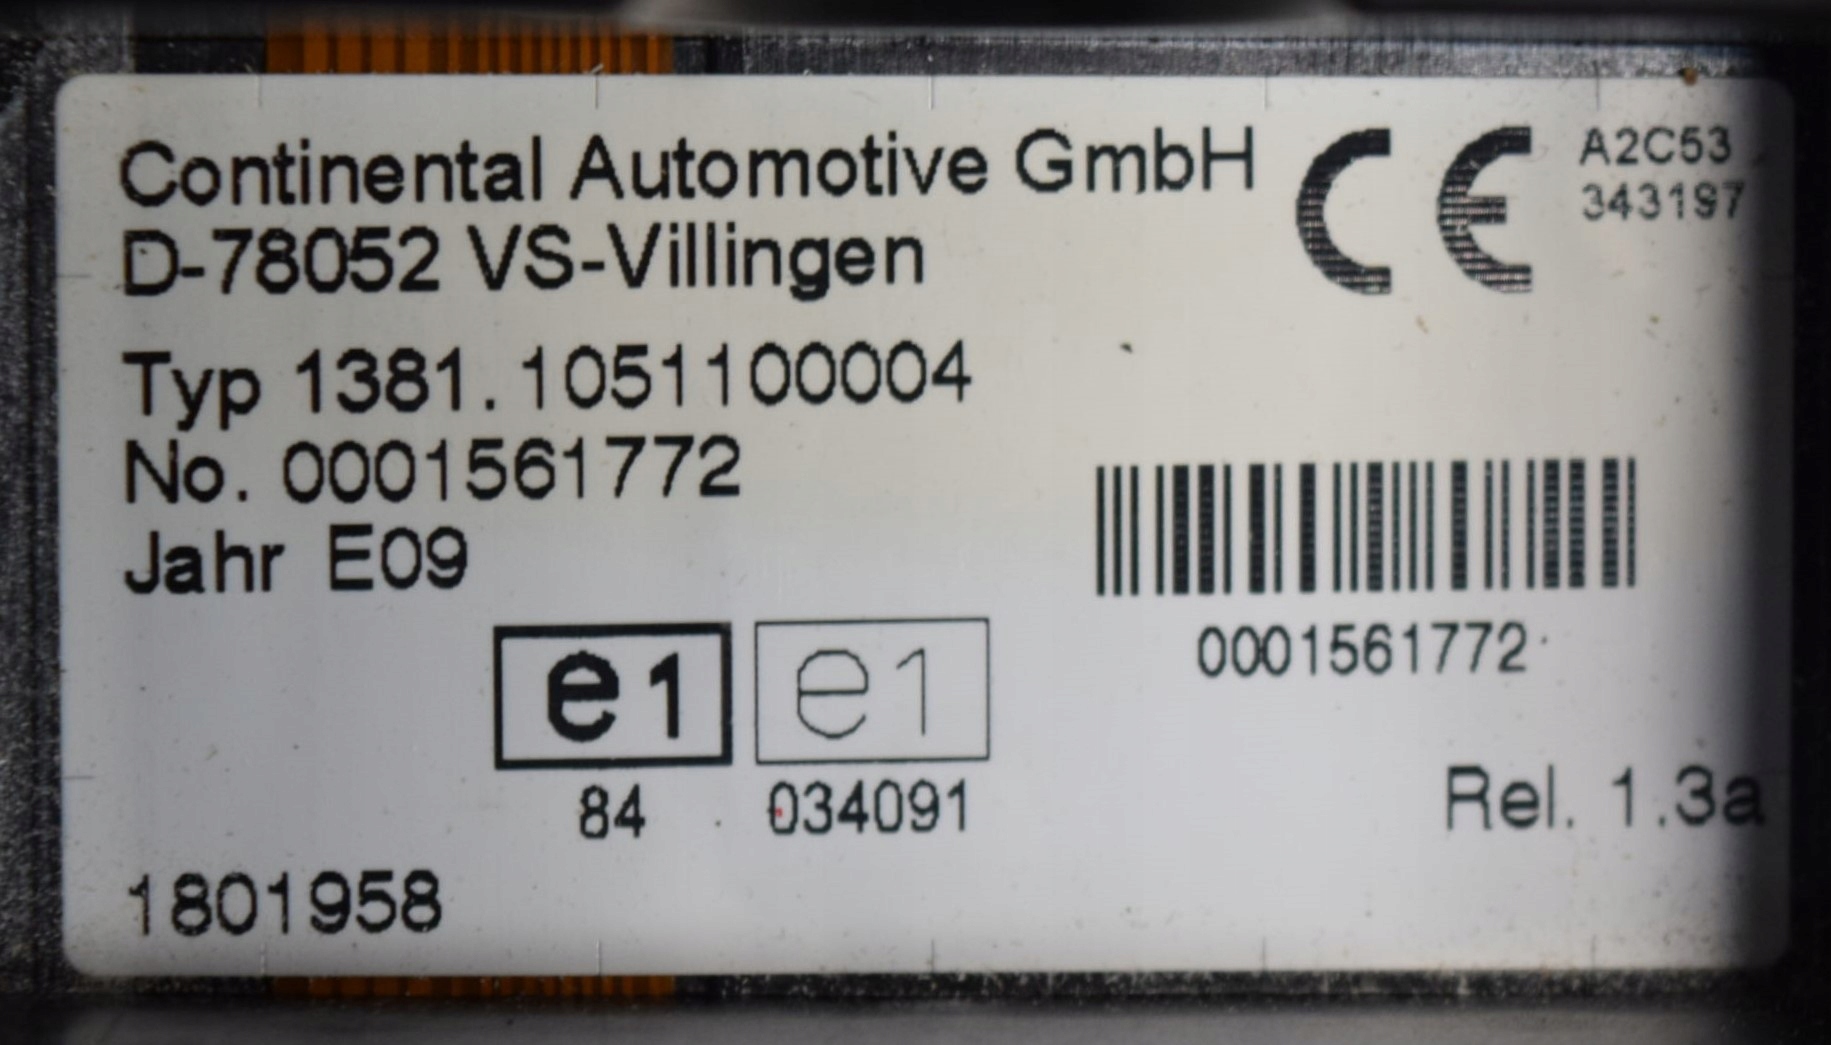 Continental Automotive GmbH
CE
A2C53
343197
D-78052 VS-Villingen
Typ 1381.1051100004
No. 0001561772
Jahr E09
0001561772
e1 e1
84 034091
Rel. 1.3a
1801958